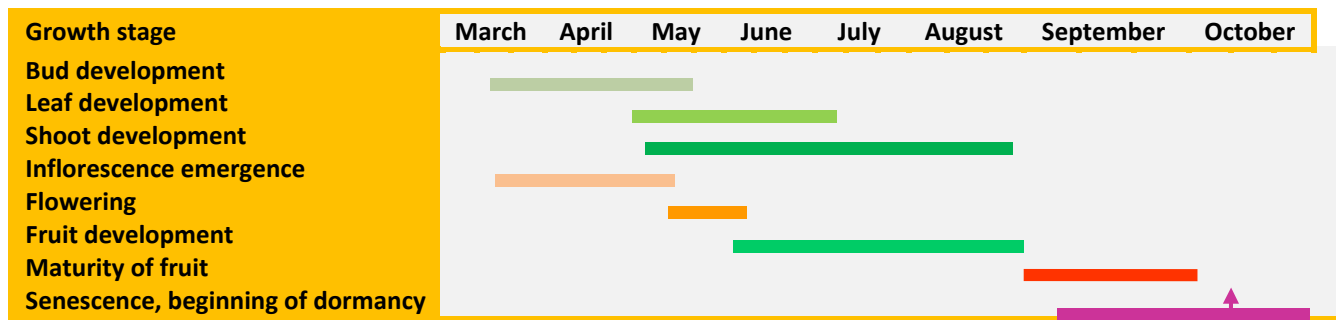 Growth stage March April May June July August September October
Bud development
Leaf development
Shoot development
Inflorescence emergence
Flowering
Fruit development
Maturity of fruit
Senescence, beginning of dormancy